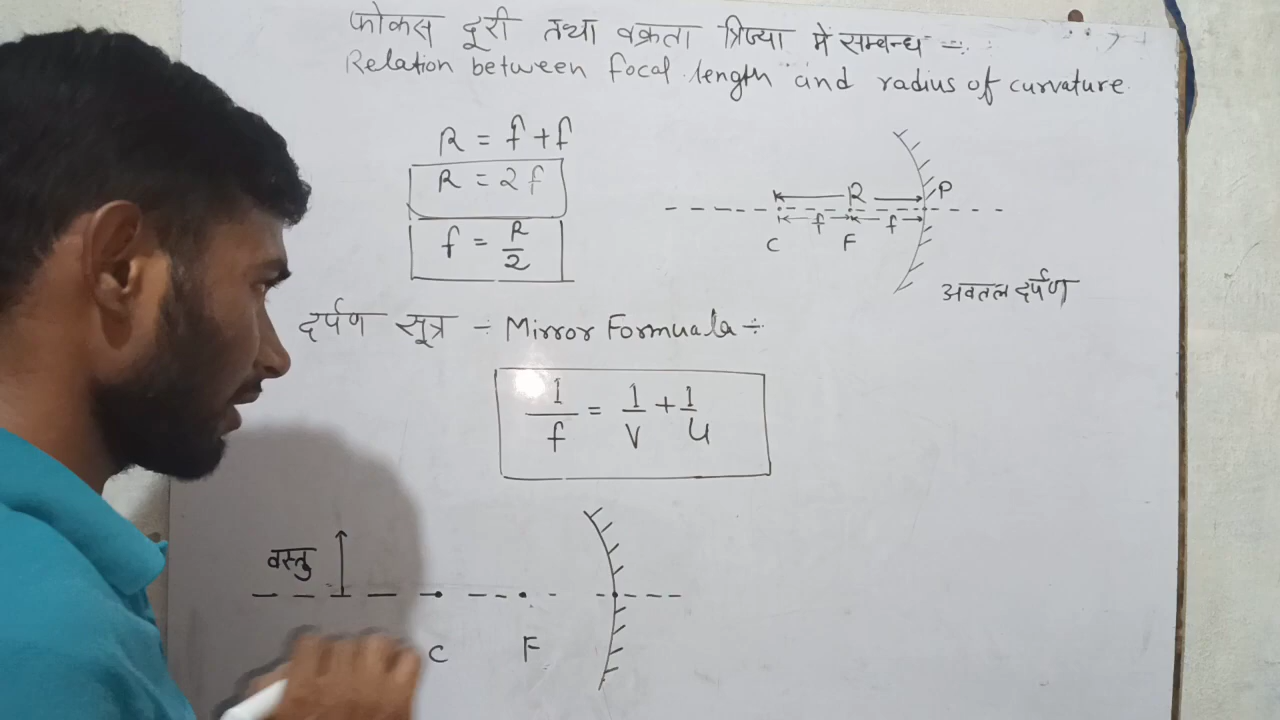 फोकस दूरी तथा वक्रता त्रिज्या में सम्बन्ध -:
Relation between focal length and radius of curvature
R = f + f
R = 2f
f = R/2
R
P
f
f
C
F
अवतल दर्पण
दर्पण सूत्र - Mirror Formuala ÷
1/f = 1/v + 1/u
वस्तु
C
F